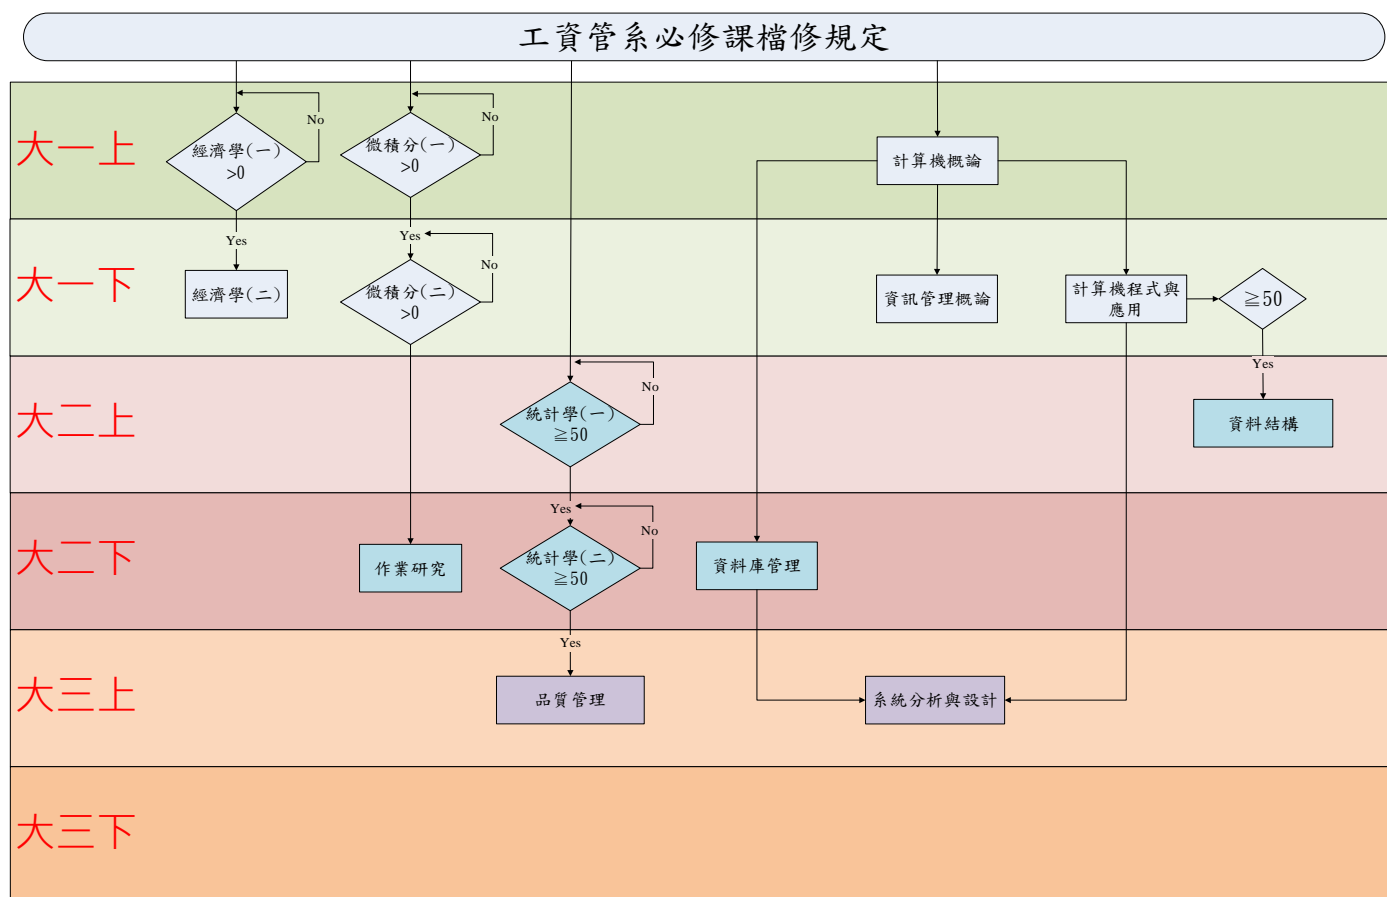 工資管系必修課檔修規定
大一上
經濟學(一)
>0
No
微積分(一)
>0
No
計算機概論
大一下
Yes
經濟學(二)
Yes
微積分(二)
>0
No
資訊管理概論
計算機程式與
應用
≧50
大二上
統計學(一)
≧50
No
Yes
資料結構
大二下
作業研究
Yes
統計學(二)
≧50
No
資料庫管理
大三上
Yes
品質管理
系統分析與設計
大三下